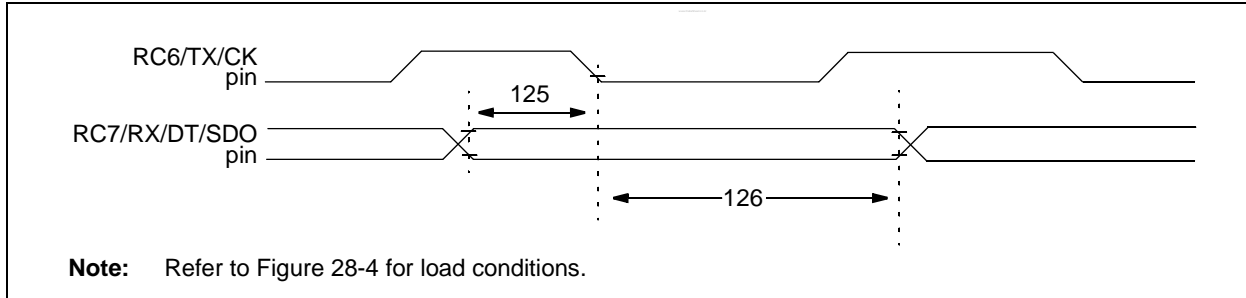 RC6/TX/CK
pin
125
RC7/RX/DT/SDO
pin
126
Note: Refer to Figure 28-4 for load conditions.